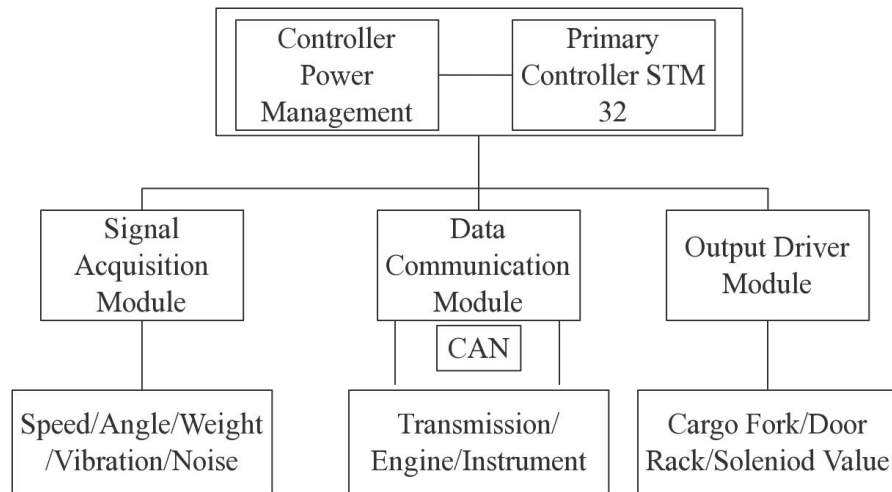 Controller
Power
Management
Primary
Controller STM
32
Signal
Acquisition
Module
Data
Communication
Module
Output Driver
Module
CAN
Speed/Angle/Weight
/Vibration/Noise
Transmission/
Engine/Instrument
Cargo Fork/Door
Rack/Soleniod Value